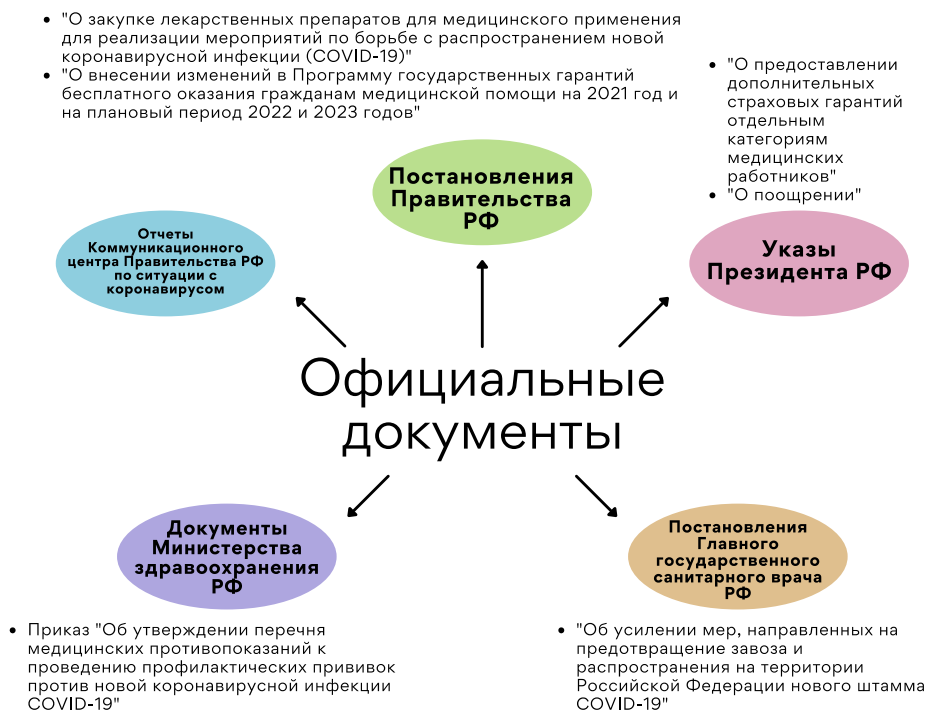 • "О закупке лекарственных препаратов для медицинского применения
для реализации мероприятий по борьбе с распространением новой
коронавирусной инфекции (COVID-19)"
• "О внесении изменений в Программу государственных гарантий
бесплатного оказания гражданам медицинской помощи на 2021 год и
на плановый период 2022 и 2023 годов"
• "О предоставлении
дополнительных
страховых гарантий
отдельным
категориям
медицинских
работников"
• "О поощрении"
Постановления
Правительства
РФ
Отчеты
Коммуникационного
центра Правительства РФ
по ситуации с
коронавирусом
Указы
Президента РФ
Официальные
документы
Документы
Министерства
здравоохранения
РФ
Постановления
Главного
государственного
санитарного врача
РФ
• Приказ "Об утверждении перечня
медицинских противопоказаний к
проведению профилактических прививок
против новой коронавирусной инфекции
COVID-19"
• "Об усилении мер, направленных на
предотвращение завоза и
распространения на территории
Российской Федерации нового штамма
COVID-19"